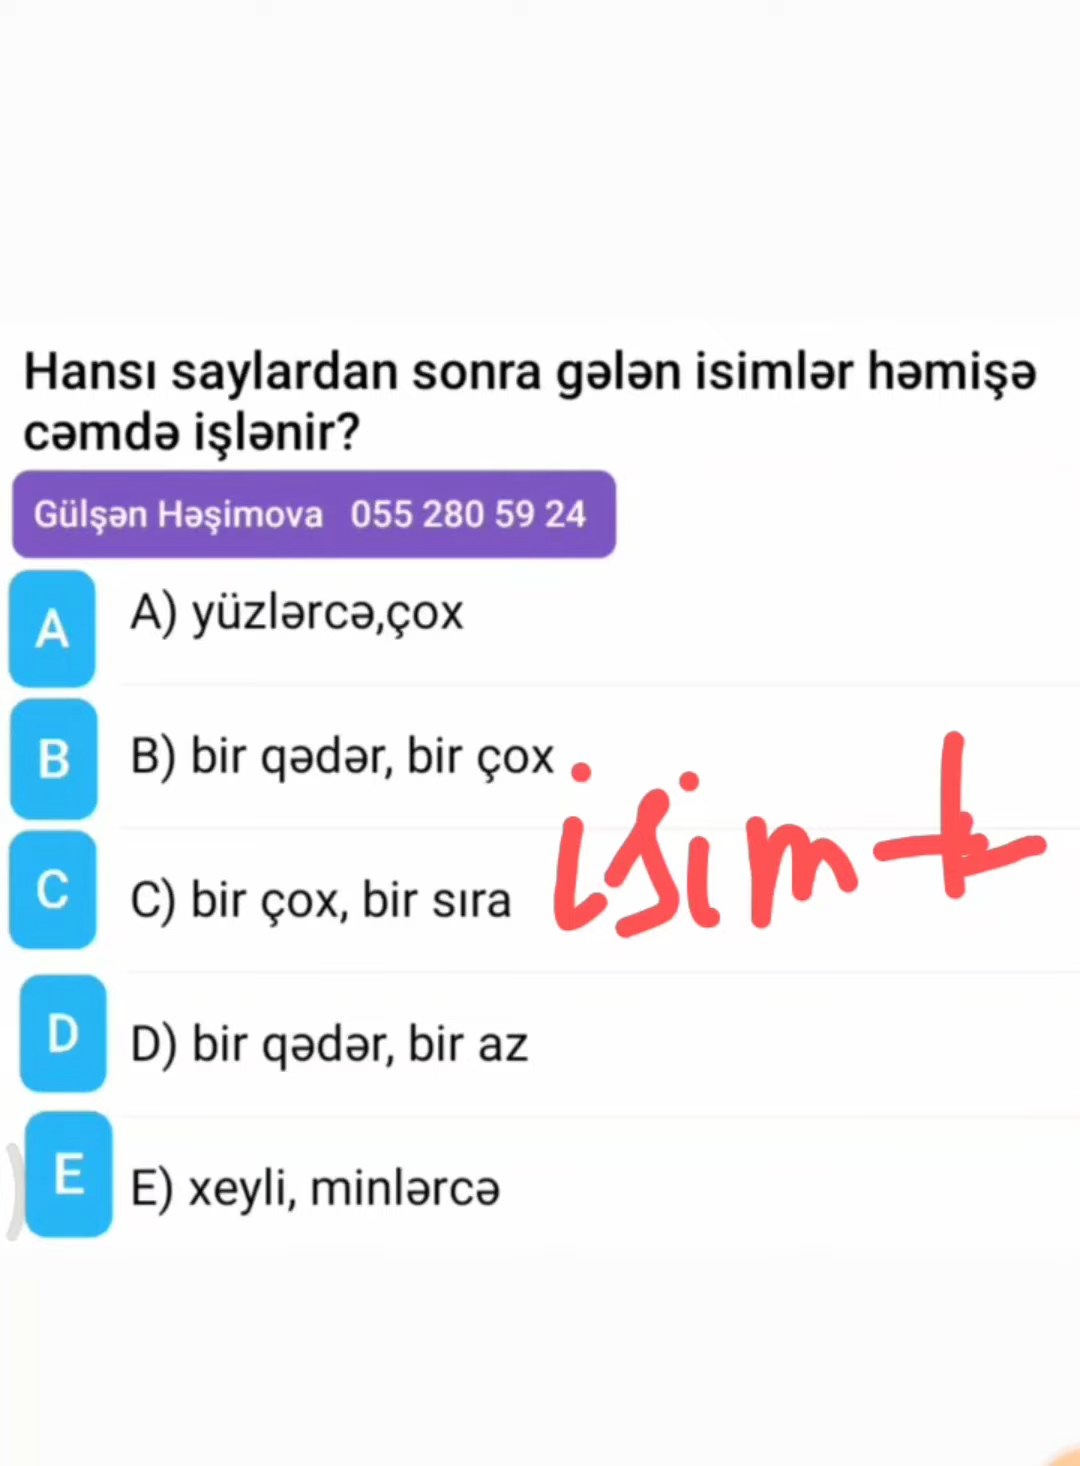 Hansı saylardan sonra gələn isimlər həmişə
cəmdə işlənir?
Gülşən Həşimova 055 280 59 24
A A) yüzlərcə,çox
B B) bir qədər, bir çox
C C) bir çox, bir sıra
isim +
D D) bir qədər, bir az
E E) xeyli, minlərcə